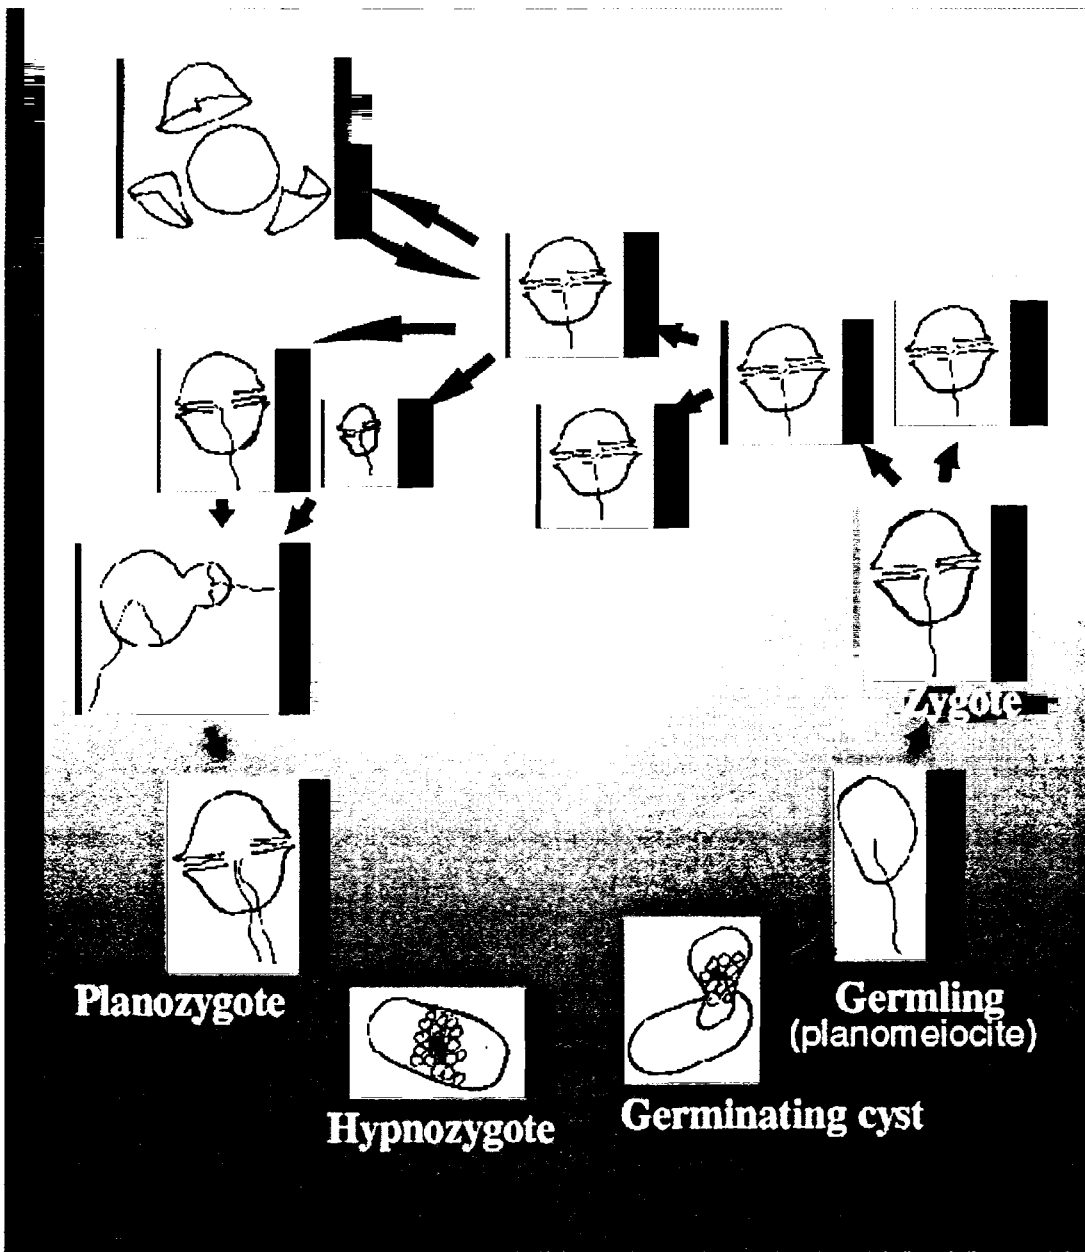 Zygote
Planozygote
Germling
(planomeiocite)
Hypnozygote
Germinating cyst